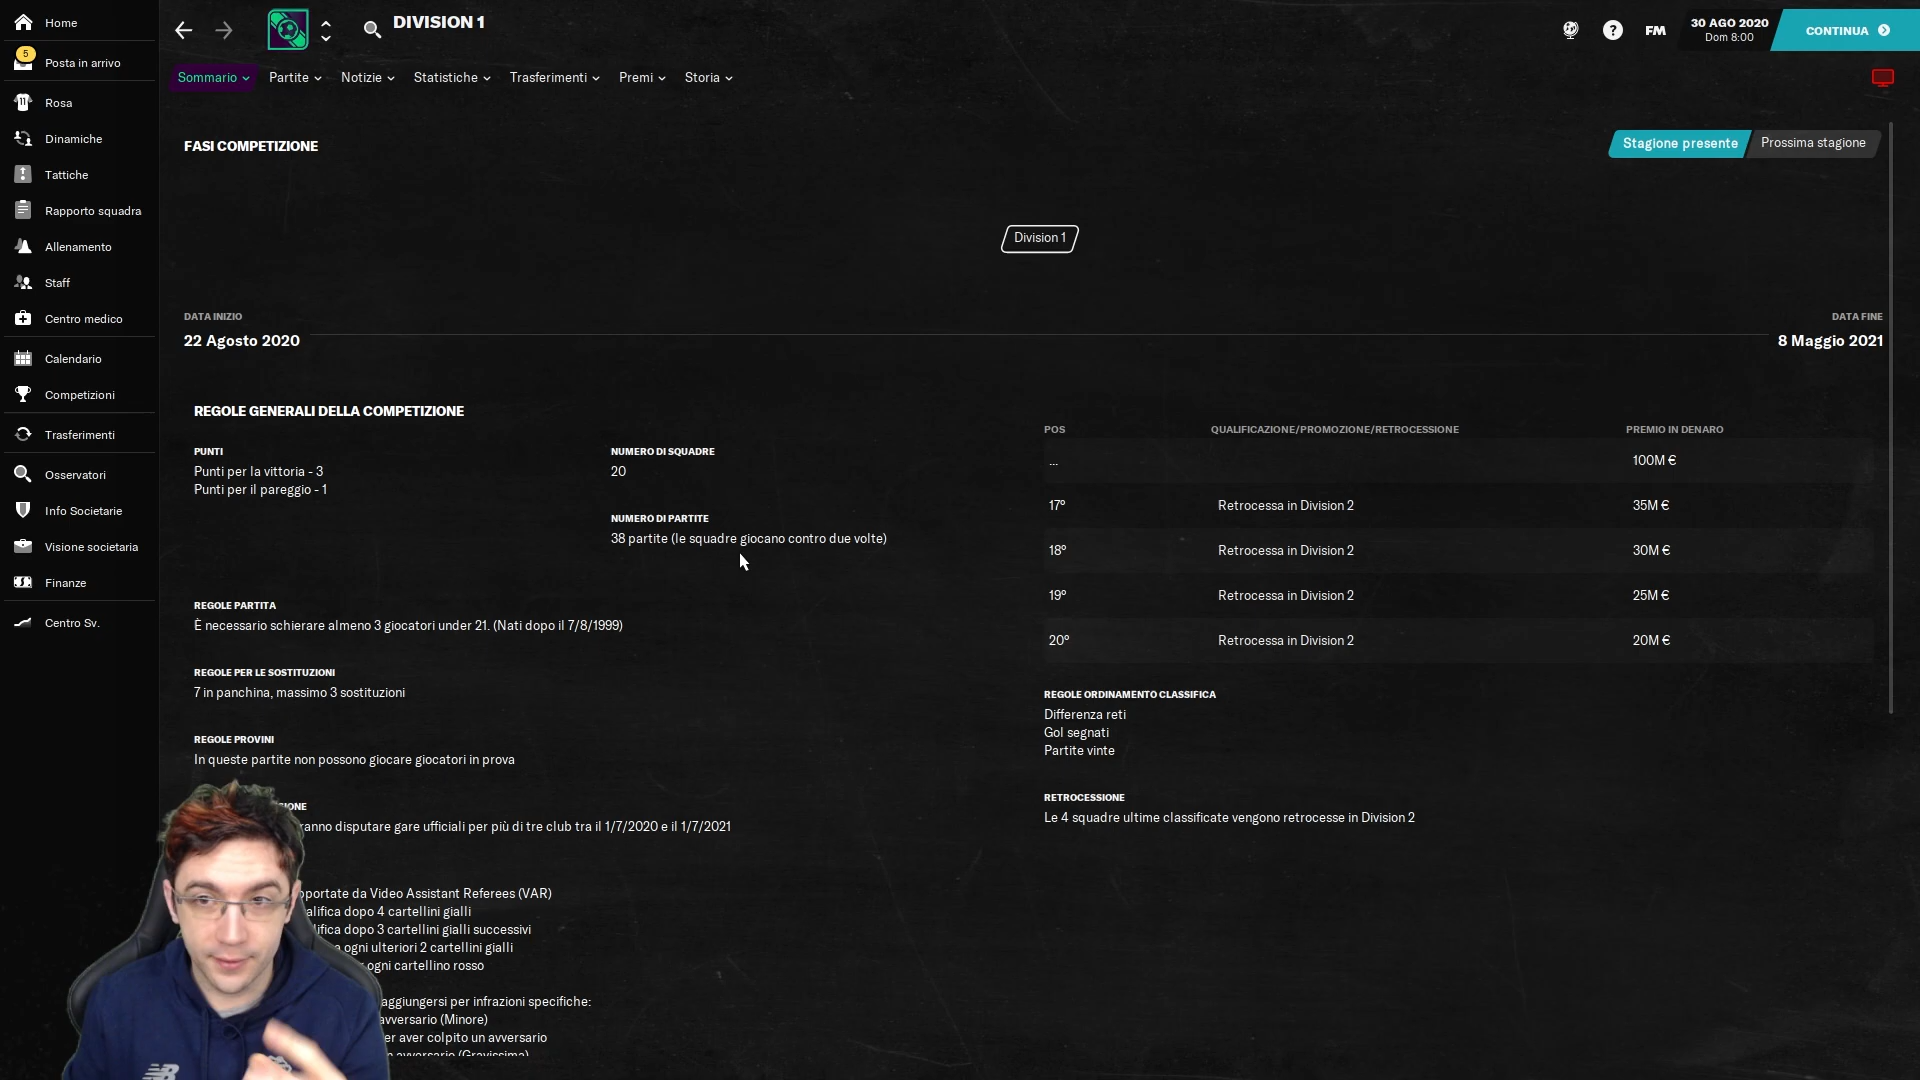 Home
5
Posta in arrivo
Rosa
Dinamiche
Tattiche
Rapporto squadra
Allenamento
Staff
Centro medico
Calendario
Competizioni
Trasferimenti
Osservatori
Info Societarie
Visione societaria
Finanze
Centro Sv.
DIVISION 1
FM
30 AGO 2020
Dom 8:00
CONTINUA
Sommario
Partite
Notizie
Statistiche
Trasferimenti
Premi
Storia
FASI COMPETIZIONE
Stagione presente
Prossima stagione
Division 1
DATA INIZIO
22 Agosto 2020
DATA FINE
8 Maggio 2021
REGOLE GENERALI DELLA COMPETIZIONE
PUNTI
Punti per la vittoria - 3
Punti per il pareggio - 1
NUMERO DI SQUADRE
20
NUMERO DI PARTITE
38 partite (le squadre giocano contro due volte)
REGOLE PARTITA
È necessario schierare almeno 3 giocatori under 21. (Nati dopo il 7/8/1999)
REGOLE PER LE SOSTITUZIONI
7 in panchina, massimo 3 sostituzioni
REGOLE PROVINI
In queste partite non possono giocare giocatori in prova
IONE
ranno disputare gare ufficiali per più di tre club tra il 1/7/2020 e il 1/7/2021
pportate da Video Assistant Referees (VAR)
alifica dopo 4 cartellini gialli
lifica dopo 3 cartellini gialli successivi
a ogni ulteriori 2 cartellini gialli
ogni cartellino rosso
aggiungersi per infrazioni specifiche:
avversario (Minore)
er aver colpito un avversario
n avversario (Gravissima)
POS QUALIFICAZIONE/PROMOZIONE/RETROCESSIONE PREMIO IN DENARO
... 100M €
17º Retrocessa in Division 2 35M €
18º Retrocessa in Division 2 30M €
19º Retrocessa in Division 2 25M €
20º Retrocessa in Division 2 20M €
REGOLE ORDINAMENTO CLASSIFICA
Differenza reti
Gol segnati
Partite vinte
RETROCESSIONE
Le 4 squadre ultime classificate vengono retrocesse in Division 2